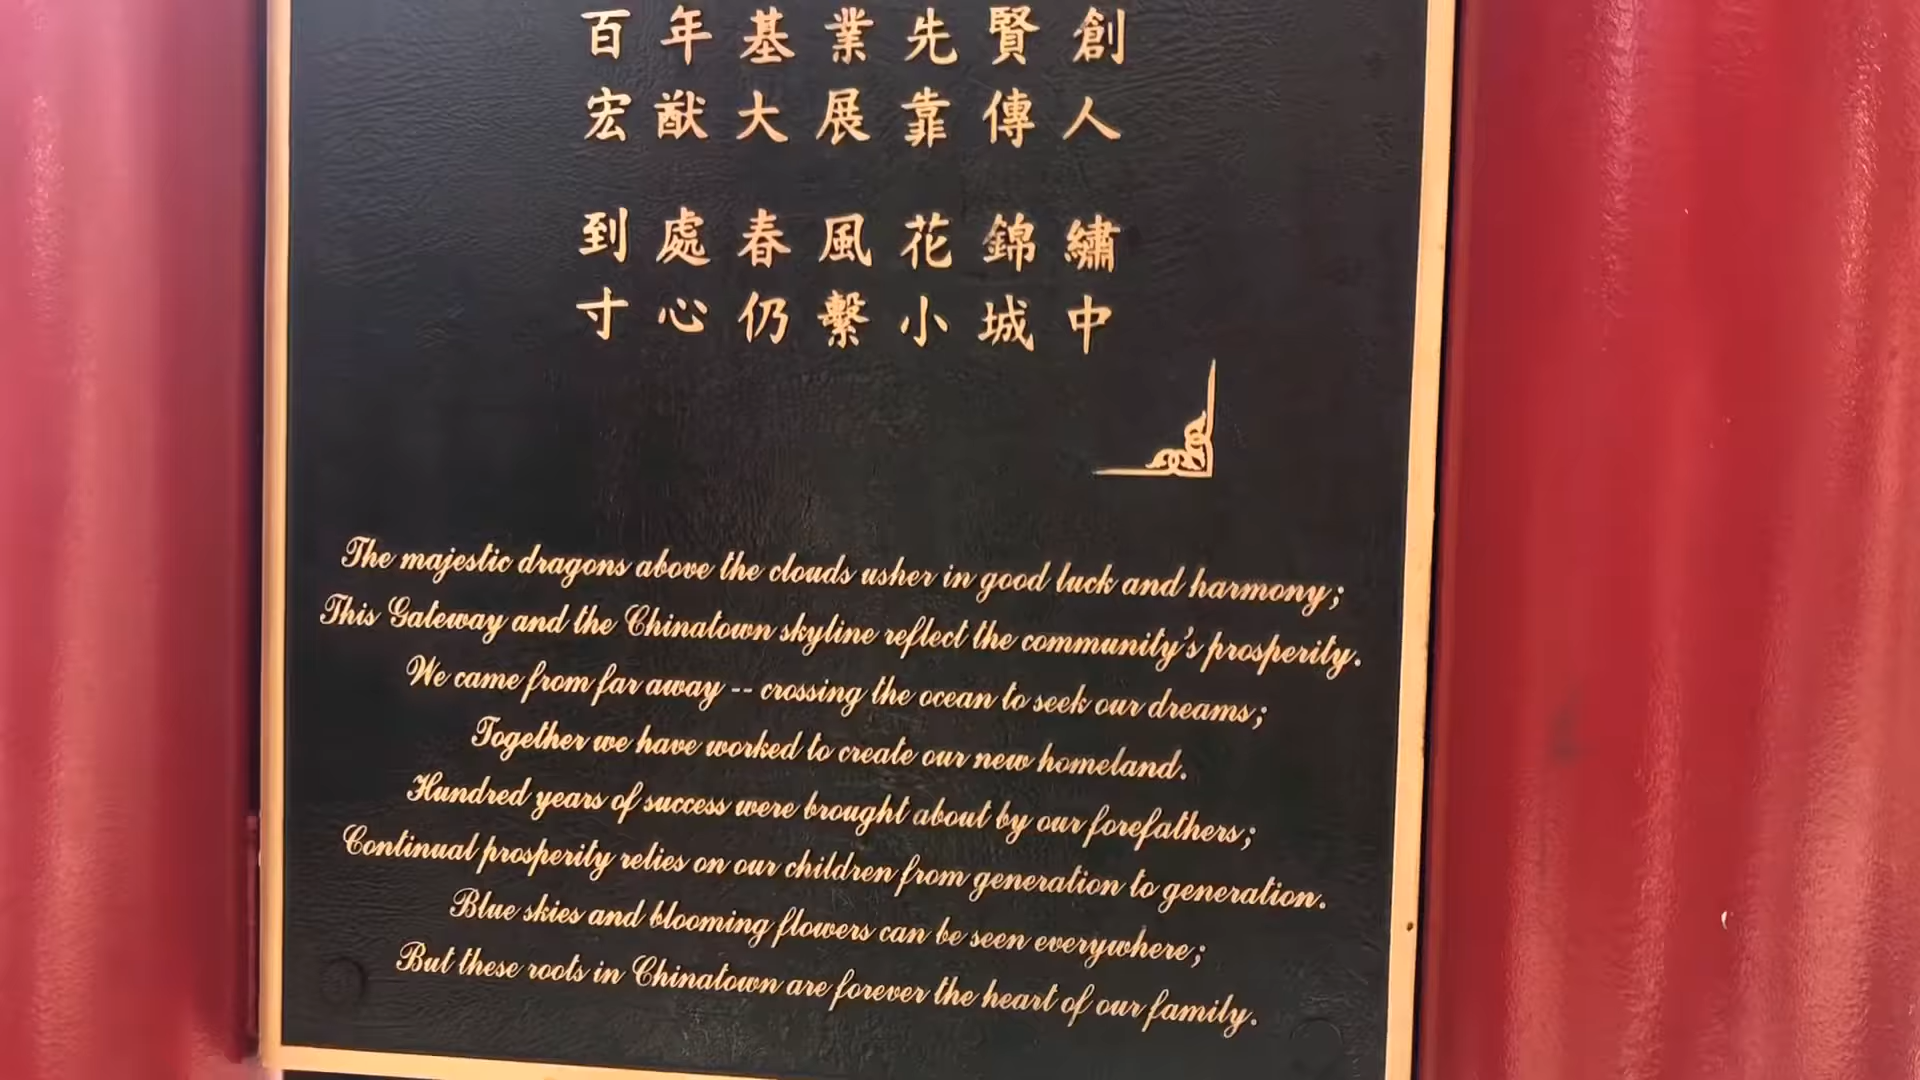 百年基業先賢創
宏猷大展靠傳人
到處春風花錦繡
寸心仍繫小城中
The majestic dragons above the clouds usher in good luck and harmony;
This Gateway and the Chinatown skyline reflect the community's prosperity.
We came from far away -- crossing the ocean to seek our dreams;
Together we have worked to create our new homeland.
Hundred years of success were brought about by our forefathers;
Continual prosperity relies on our children from generation to generation.
Blue skies and blooming flowers can be seen everywhere;
But these roots in Chinatown are forever the heart of our family.